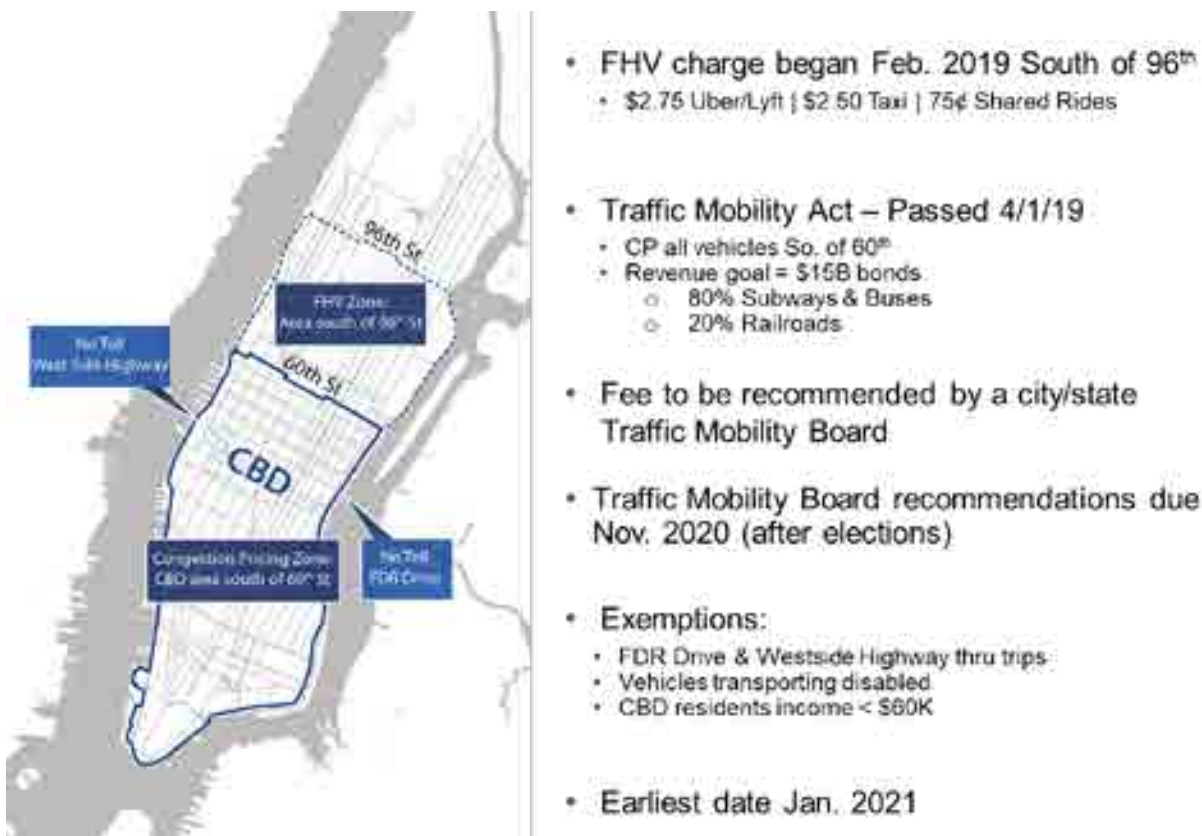 96th St
FHV Zone:
Area south of 96th St
No Toll
West Side Highway
60th St
CBD
Congestion Pricing Zone:
CBD area south of 60th St
No Toll
FDR Drive
• FHV charge began Feb. 2019 South of 96th
• $2.75 Uber/Lyft | $2.50 Taxi | 75¢ Shared Rides
• Traffic Mobility Act – Passed 4/1/19
• CP all vehicles So. of 60th
• Revenue goal = $15B bonds
o 80% Subways & Buses
o 20% Railroads
• Fee to be recommended by a city/state
Traffic Mobility Board
• Traffic Mobility Board recommendations due
Nov. 2020 (after elections)
• Exemptions:
• FDR Drive & Westside Highway thru trips
• Vehicles transporting disabled
• CBD residents income < $60K
• Earliest date Jan. 2021